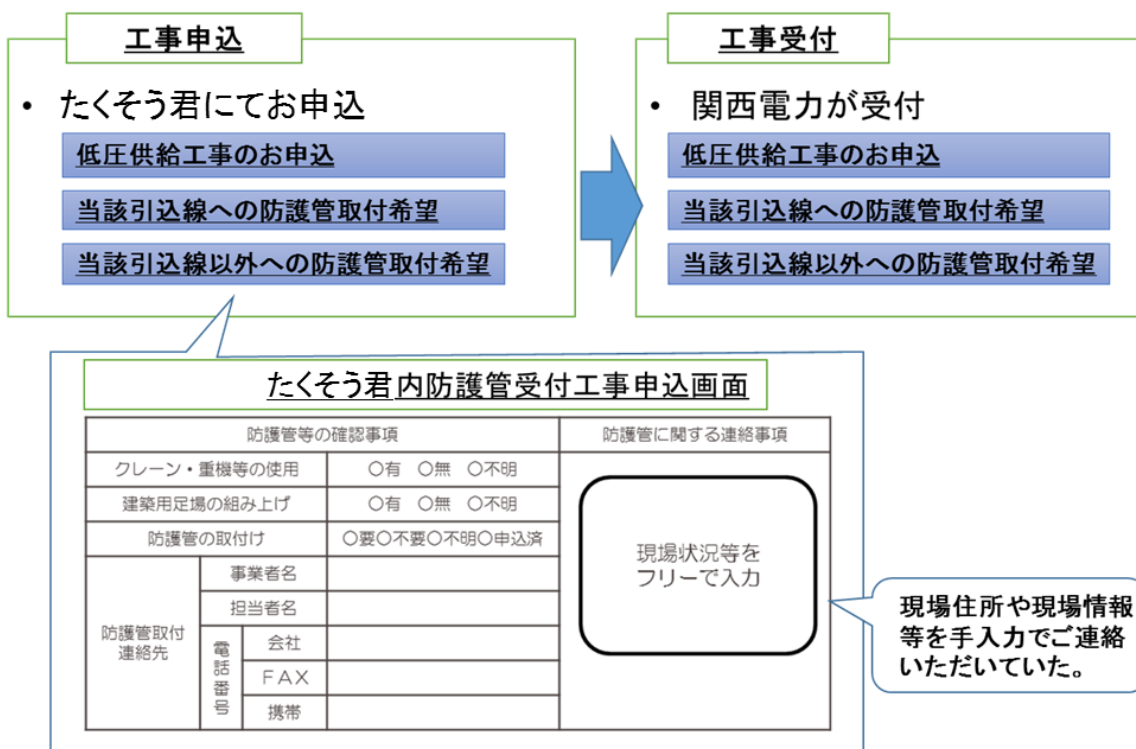 工事申込
• たくそう君にてお申込
低圧供給工事のお申込
当該引込線への防護管取付希望
当該引込線以外への防護管取付希望
工事受付
• 関西電力が受付
低圧供給工事のお申込
当該引込線への防護管取付希望
当該引込線以外への防護管取付希望
たくそう君内防護管受付工事申込画面
防護管等の確認事項
防護管に関する連絡事項
クレーン・重機等の使用
○有 ○無 ○不明
建築用足場の組み上げ
○有 ○無 ○不明
防護管の取付け
○要○不要○不明○申込済
防護管取付
連絡先
事業者名
担当者名
電話番号
会社
FAX
携帯
現場状況等を
フリーで入力
現場住所や現場情報
等を手入力でご連絡
いただいていた。